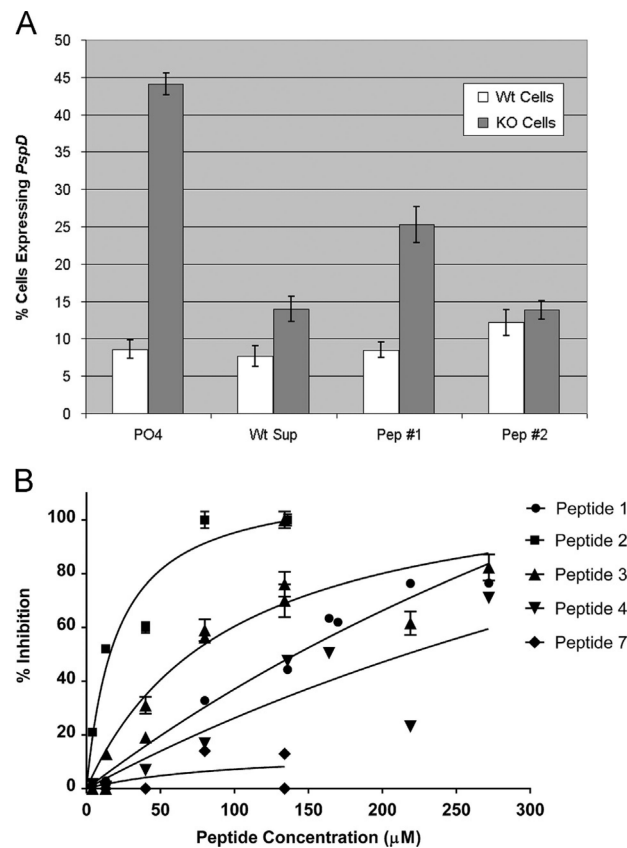 A
% Cells Expressing PspD
50
45
40
35
30
25
20
15
10
5
0
Wt Cells
KO Cells
PO4
Wt Sup
Pep #1
Pep #2
B
% Inhibition
100
80
60
40
20
0
0
50
100
150
200
250
300
Peptide Concentration (μM)
Peptide 1
Peptide 2
Peptide 3
Peptide 4
Peptide 7